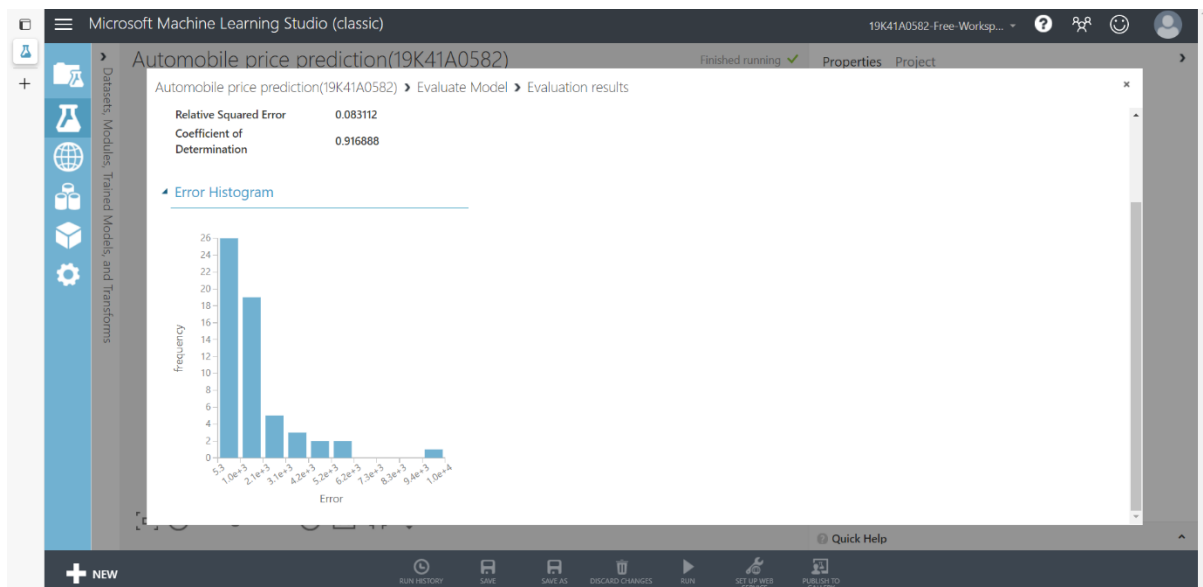 Microsoft Machine Learning Studio (classic)
19K41A0582-Free-Worksp...
?
Automobile price prediction(19K41A0582)
Finished running
Properties Project
Datasets, Modules, Trained Models, and Transforms
Automobile price prediction(19K41A0582) › Evaluate Model › Evaluation results
×
Relative Squared Error 0.083112
Coefficient of
Determination 0.916888
Error Histogram
26
24
22
20
18
16
14
12
10
8
6
4
2
0
frequency
5.3
1.0e+3
2.1e+3
3.1e+3
4.2e+3
5.2e+3
6.2e+3
7.3e+3
8.3e+3
9.4e+3
1.0e+4
Error
Quick Help
NEW
RUN HISTORY
SAVE
SAVE AS
DISCARD CHANGES
RUN
SET UP WEB
PUBLISH TO